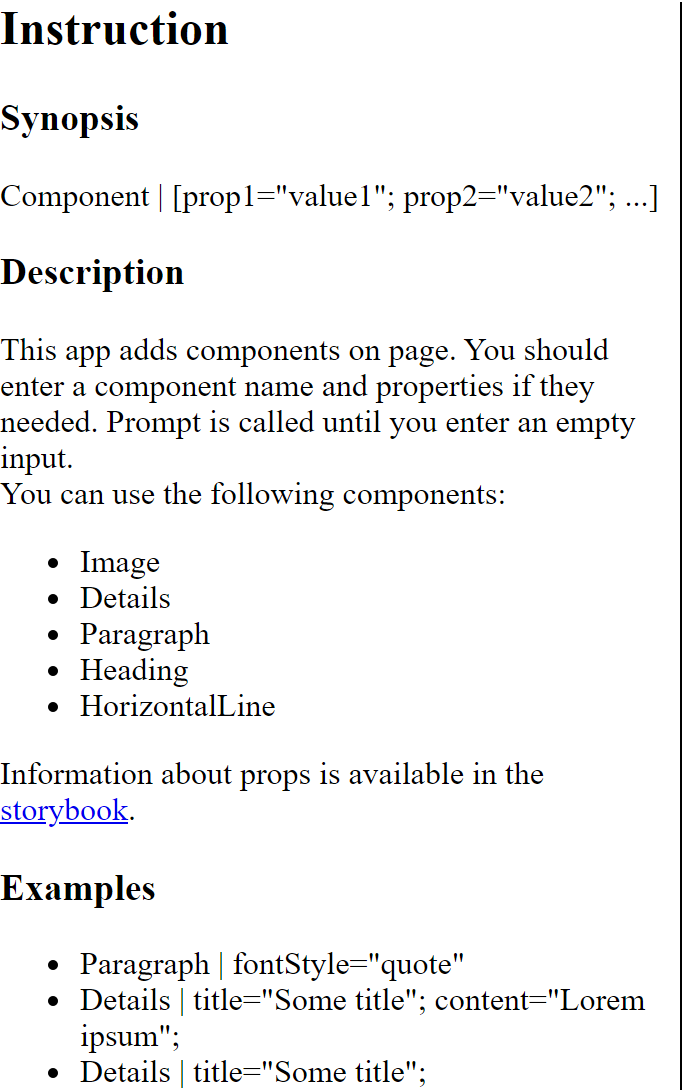 Instruction
Synopsis
Component | [prop1="value1"; prop2="value2"; ...]
Description
This app adds components on page. You should
enter a component name and properties if they
needed. Prompt is called until you enter an empty
input.
You can use the following components:
• Image
• Details
• Paragraph
• Heading
• HorizontalLine
Information about props is available in the
storybook.
Examples
• Paragraph | fontStyle="quote"
• Details | title="Some title"; content="Lorem
ipsum";
• Details | title="Some title";